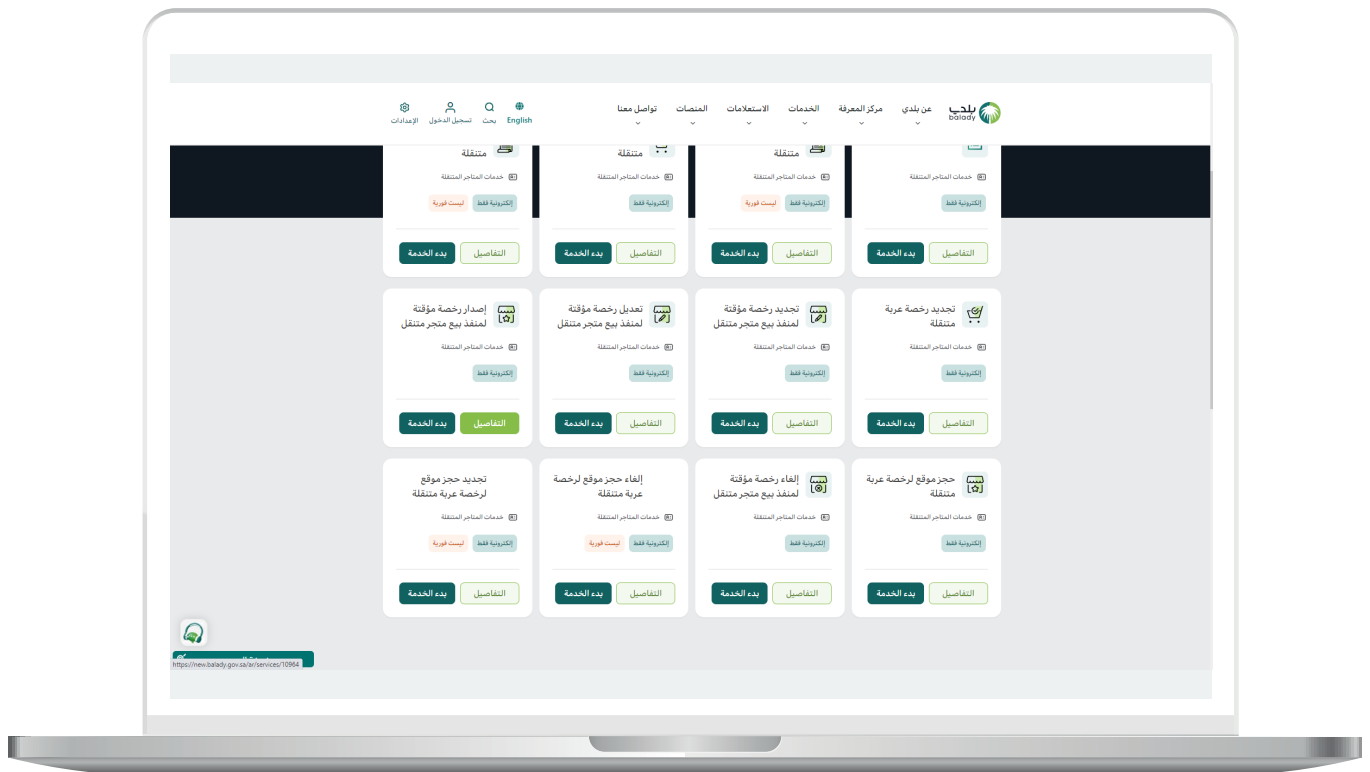 بلدي
balady
عن بلدي
مركز المعرفة
الخدمات
الاستعلامات
المنصات
تواصل معنا
English
بحث
تسجيل الدخول
الإعدادات
متنقلة
متنقلة
متنقلة
خدمات المتاجر المتنقلة
خدمات المتاجر المتنقلة
خدمات المتاجر المتنقلة
خدمات المتاجر المتنقلة
إلكترونية فقط
إلكترونية فقط
ليست فورية
إلكترونية فقط
إلكترونية فقط
ليست فورية
التفاصيل
بدء الخدمة
التفاصيل
بدء الخدمة
التفاصيل
بدء الخدمة
التفاصيل
بدء الخدمة
تجديد رخصة عربة
متنقلة
خدمات المتاجر المتنقلة
إلكترونية فقط
التفاصيل
بدء الخدمة
تجديد رخصة مؤقتة
لمنفذ بيع متجر متنقل
خدمات المتاجر المتنقلة
إلكترونية فقط
التفاصيل
بدء الخدمة
تعديل رخصة مؤقتة
لمنفذ بيع متجر متنقل
خدمات المتاجر المتنقلة
إلكترونية فقط
التفاصيل
بدء الخدمة
إصدار رخصة مؤقتة
لمنفذ بيع متجر متنقل
خدمات المتاجر المتنقلة
إلكترونية فقط
التفاصيل
بدء الخدمة
حجز موقع لرخصة عربة
متنقلة
خدمات المتاجر المتنقلة
إلكترونية فقط
التفاصيل
بدء الخدمة
إلغاء رخصة مؤقتة
لمنفذ بيع متجر متنقل
خدمات المتاجر المتنقلة
إلكترونية فقط
التفاصيل
بدء الخدمة
إلغاء حجز موقع لرخصة
عربة متنقلة
خدمات المتاجر المتنقلة
إلكترونية فقط
ليست فورية
التفاصيل
بدء الخدمة
تجديد حجز موقع
لرخصة عربة متنقلة
خدمات المتاجر المتنقلة
إلكترونية فقط
ليست فورية
التفاصيل
بدء الخدمة
https://new.balady.gov.sa/ar/services/10964